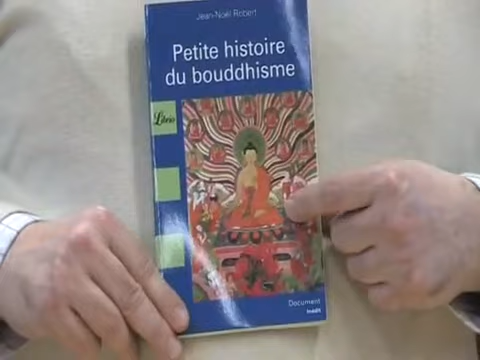 Jean-Noël Robert
Petite histoire
du bouddhisme
Librio
Document
Inédit